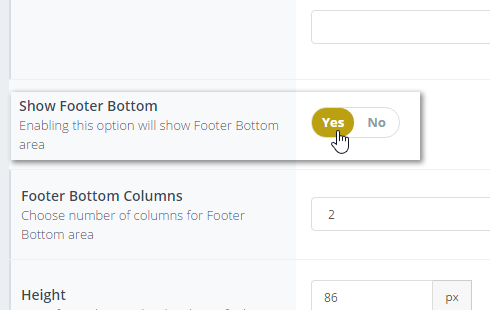 Show Footer Bottom
Enabling this option will show Footer Bottom
area
Yes No
Footer Bottom Columns
Choose number of columns for Footer
Bottom area
2
Height
86 px